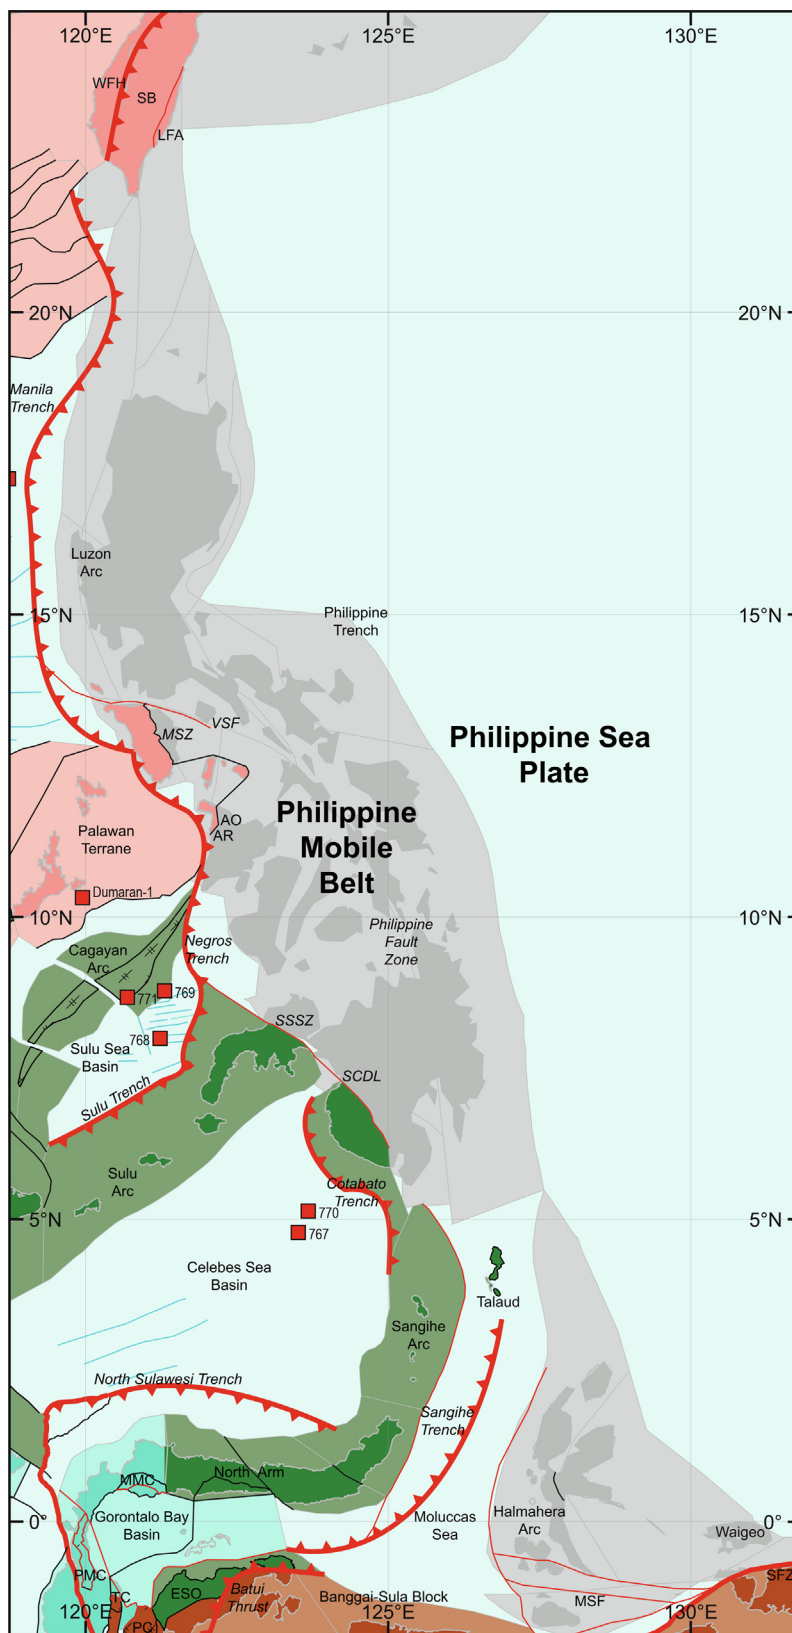 120°E
125°E
130°E
WFH
SB
LFA
20°N
20°N
Manila
Trench
Luzon
Arc
15°N
Philippine
Trench
15°N
MSZ
VSF
Philippine Sea
Plate
Philippine
Mobile
Belt
AO
AR
Palawan
Terrane
Dumaran-1
10°N
10°N
Philippine
Fault
Zone
Cagayan
Arc
Negros
Trench
771
769
768
SSSZ
Sulu Sea
Basin
SCDL
Sulu Trench
Sulu
Arc
Cotabato
Trench
770
767
5°N
5°N
Celebes Sea
Basin
Talaud
Sangihe
Arc
North Sulawesi Trench
Sangihe
Trench
MMC
North Arm
Gorontalo Bay
Basin
Moluccas
Sea
Halmahera
Arc
Waigeo
0°
0°
PMC
TC
ESO
Batui
Thrust
Banggai-Sula Block
MSF
SFZ
120°E
125°E
130°E